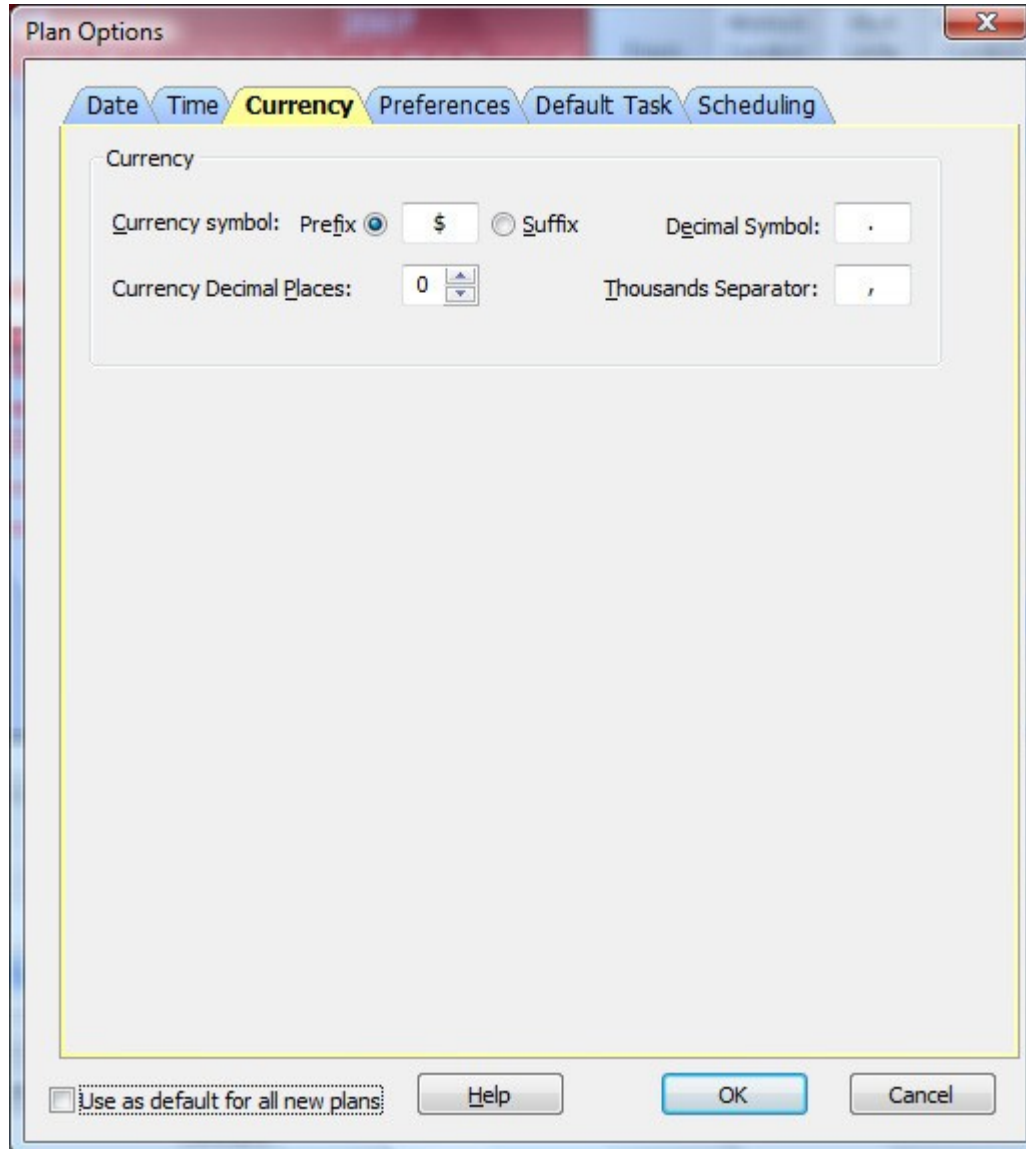 Plan Options
Date Time Currency Preferences Default Task Scheduling
Currency
Currency symbol: Prefix $ Suffix Decimal Symbol: .
Currency Decimal Places: 0 Thousands Separator: ,
Use as default for all new plans Help OK Cancel